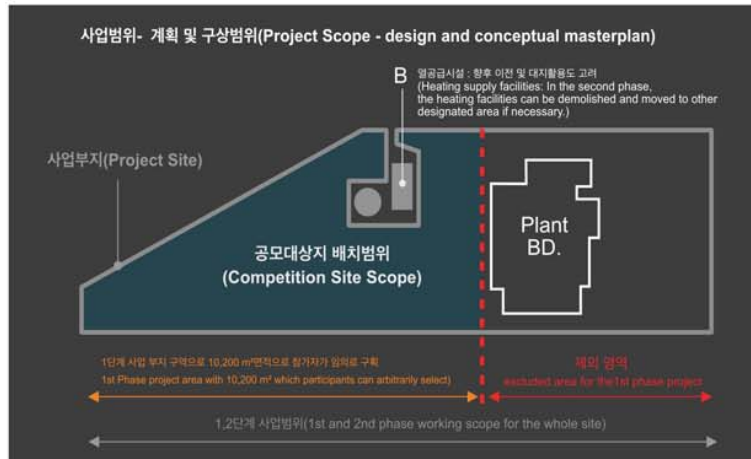 사업범위- 계획 및 구상범위(Project Scope - design and conceptual masterplan)
B
열공급시설 : 향후 이전 및 대지활용도 고려
(Heating supply facilities: In the second phase,
the heating facilities can be demolished and moved to other
designated area if necessary.)
사업부지(Project Site)
공모대상지 배치범위
(Competition Site Scope)
Plant
BD.
1단계 사업 부지 구역으로 10,200 m²면적으로 참가자가 임의로 구획
1st Phase project area with 10,200 m² which participants can arbitranly select)
제외 영역
excluded area for the1st phase project
1,2단계 사업범위(1st and 2nd phase working scope for the whole site)